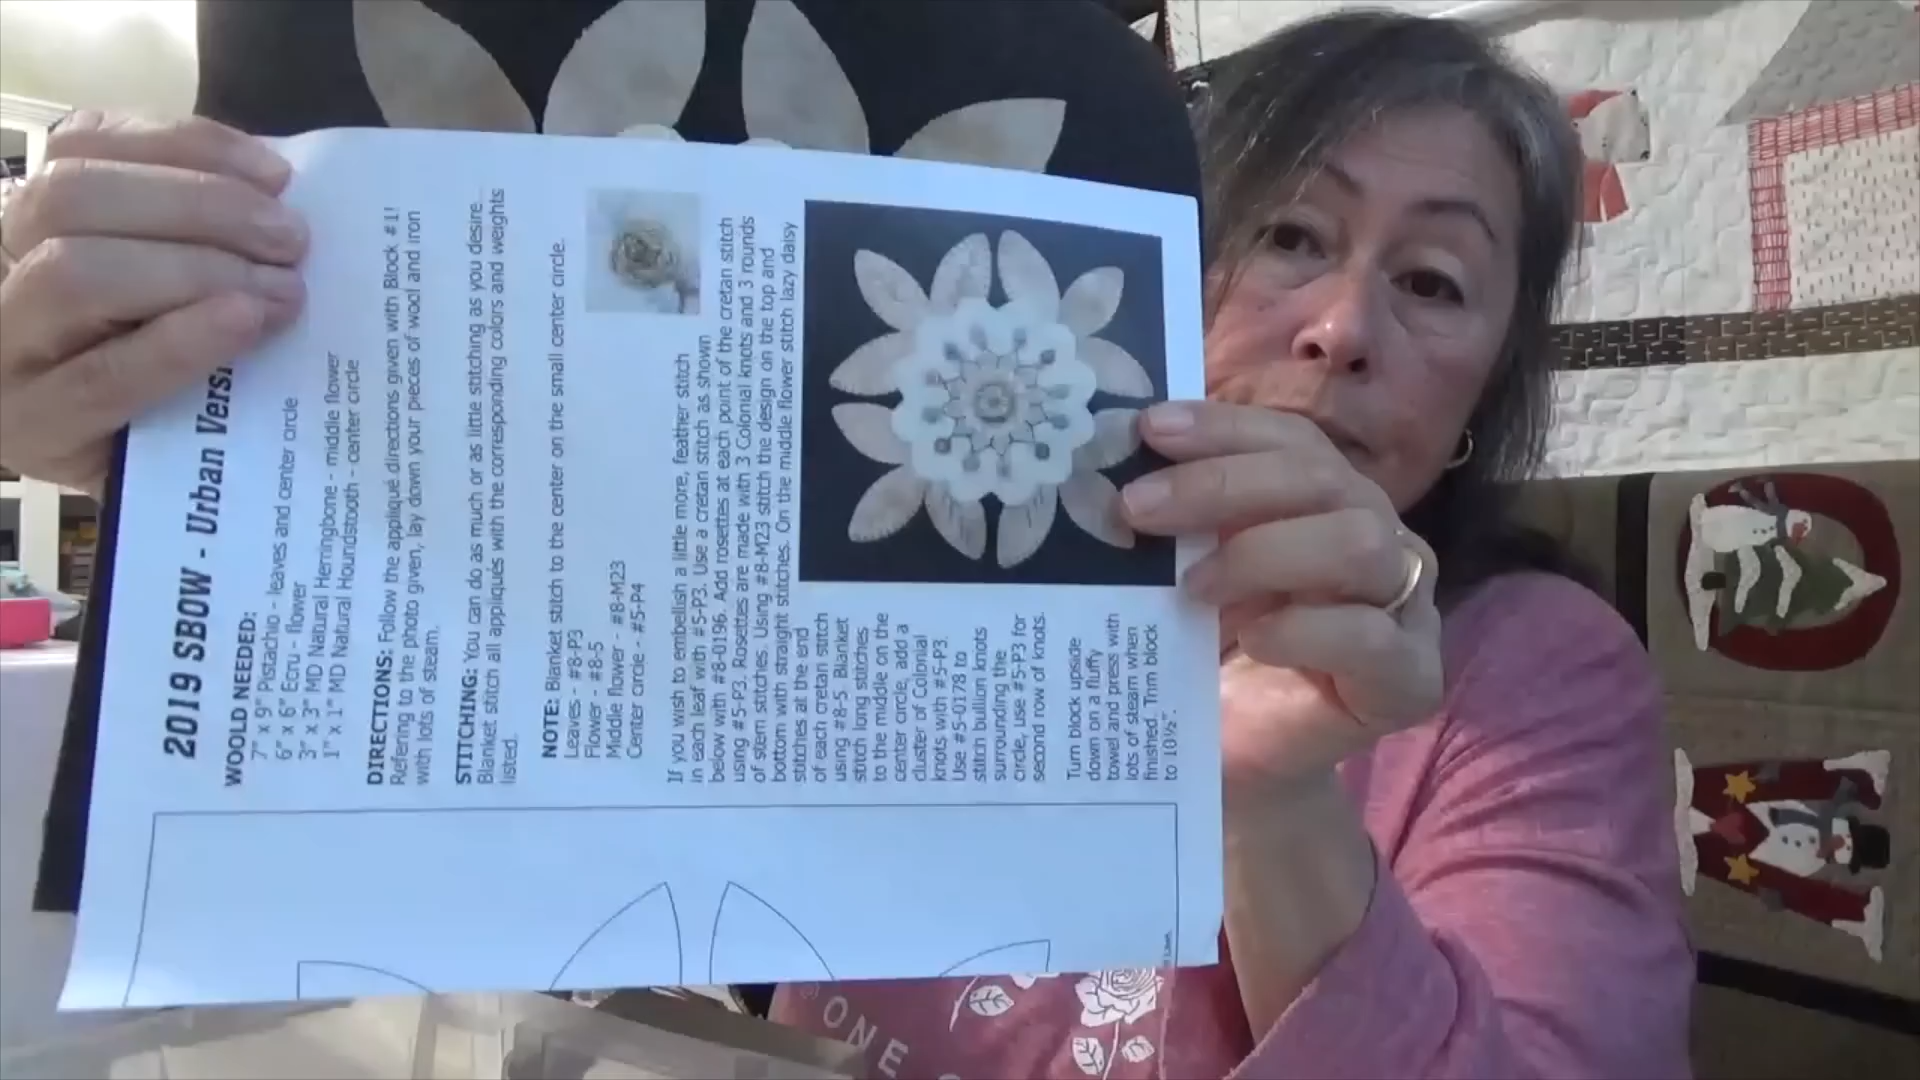 2019 SBOW - Urban Versi
WOOLD NEEDED:
7" x 9" Pistachio - leaves and center circle
6" x 6" Ecru - flower
3" x 3" MD Natural Herringbone - middle flower
1" x 1" MD Natural Houndstooth - center circle
DIRECTIONS: Follow the appliqué directions given with Block #1!
Refering to the photo given, lay down your pieces of wool and iron
with lots of steam.
STITCHING: You can do as much or as little stitching as you desire.
Blanket stitch all appliqués with the corresponding colors and weights
listed.
NOTE: Blanket stitch to the center on the small center circle.
Leaves - #8-P3
Flower - #8-5
Middle flower - #8-M23
Center circle - #5-P4
If you wish to embellish a little more, feather stitch
in each leaf with #5-P3. Use a cretan stitch as shown
below with #8-0196. Add rosettes at each point of the cretan stitch
using #5-P3. Rosettes are made with 3 Colonial knots and 3 rounds
of stem stitches. Using #8-M23 stitch the design on the top and
bottom with straight stitches. On the middle flower stitch lazy daisy
stitches at the end
of each cretan stitch
using #8-5. Blanket
stitch long stitches
to the middle on the
center circle, add a
cluster of Colonial
knots with #5-P3.
Use #5-0178 to
stitch bullion knots
surrounding the
circle, use #5-P3 for
second row of knots.
Turn block upside
down on a fluffy
towel and press with
lots of steam when
finished. Trim block
to 10½".
ONE